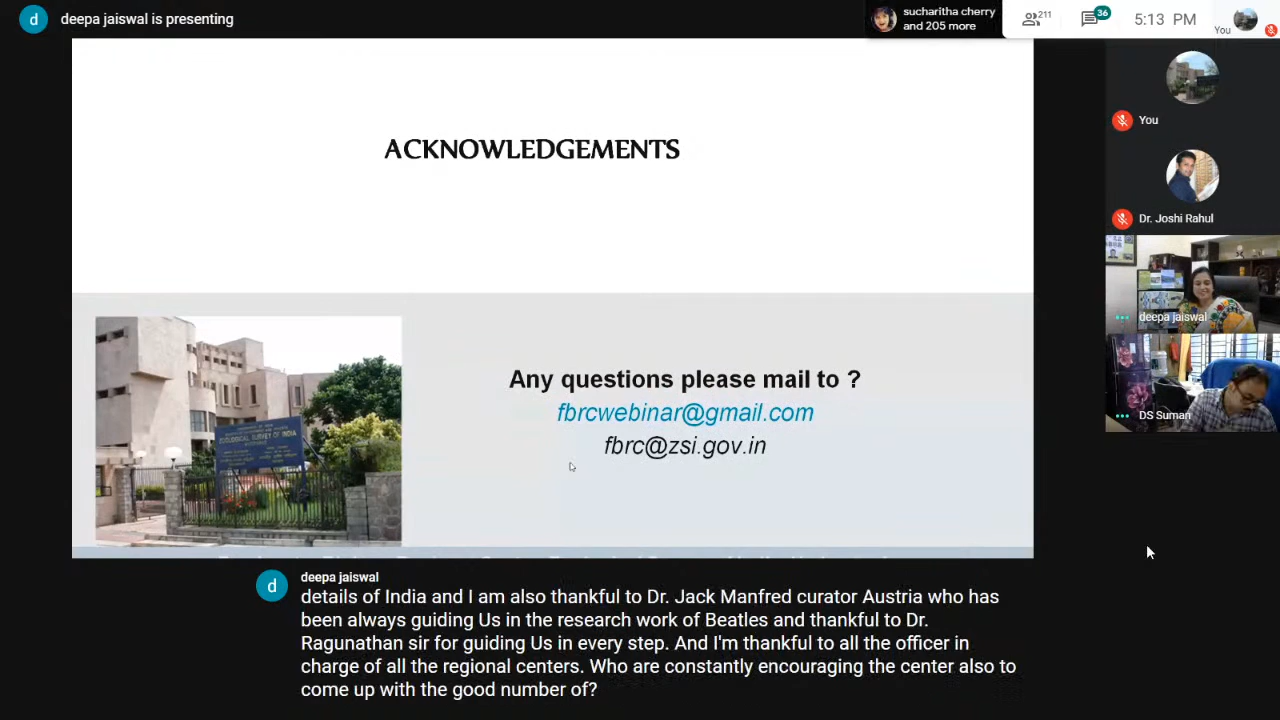 d
deepa jaiswal is presenting
sucharitha cherry
and 205 more
211
36
5:13 PM
You
ACKNOWLEDGEMENTS
You
Dr. Joshi Rahul
deepa jaiswal
DS Suman
ZOOLOGICAL SURVEY OF INDIA
Any questions please mail to ?
fbrcwebinar@gmail.com
fbrc@zsi.gov.in
d
deepa jaiswal
details of India and I am also thankful to Dr. Jack Manfred curator Austria who has
been always guiding Us in the research work of Beatles and thankful to Dr.
Ragunathan sir for guiding Us in every step. And I'm thankful to all the officer in
charge of all the regional centers. Who are constantly encouraging the center also to
come up with the good number of?